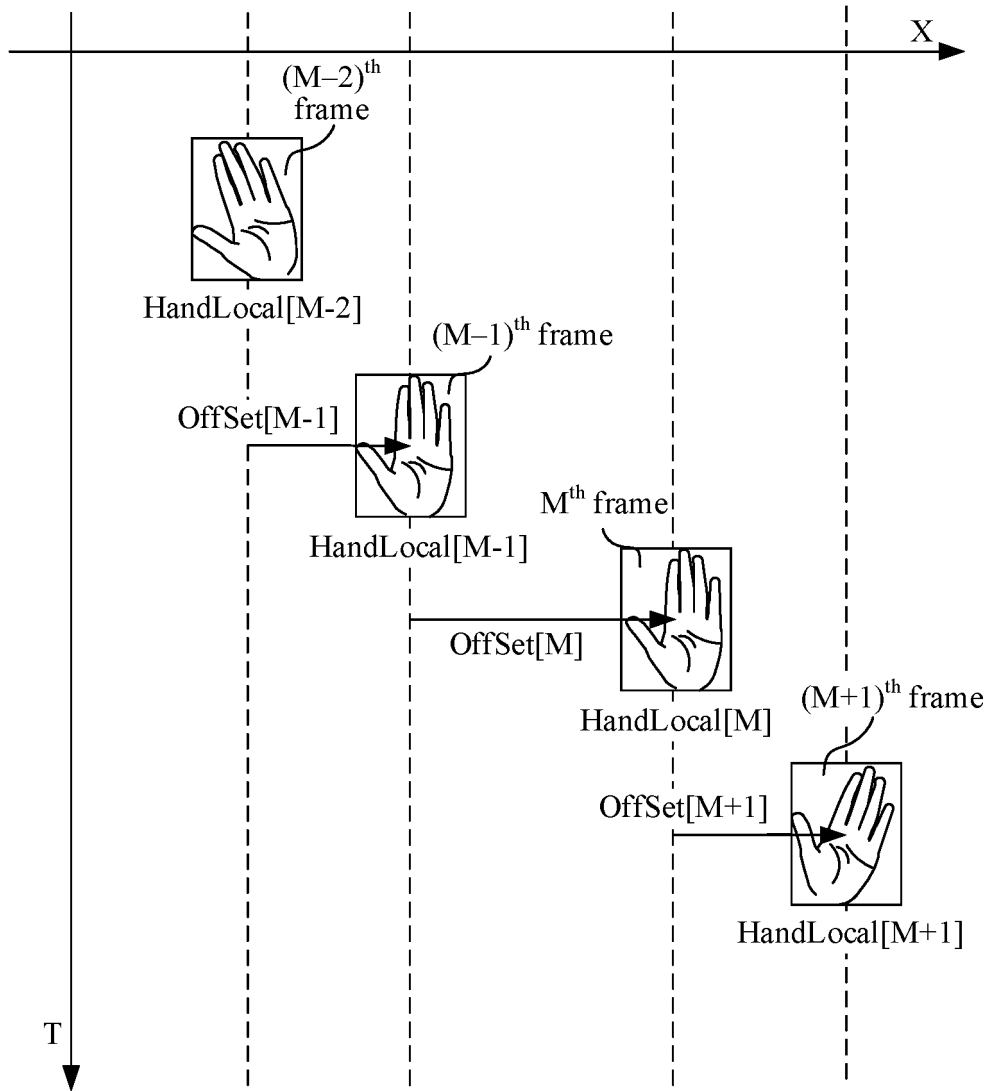 X
(M–2)th
frame
HandLocal[M-2]
(M–1)th frame
OffSet[M-1]
HandLocal[M-1]
Mth frame
OffSet[M]
HandLocal[M]
(M+1)th frame
OffSet[M+1]
HandLocal[M+1]
T